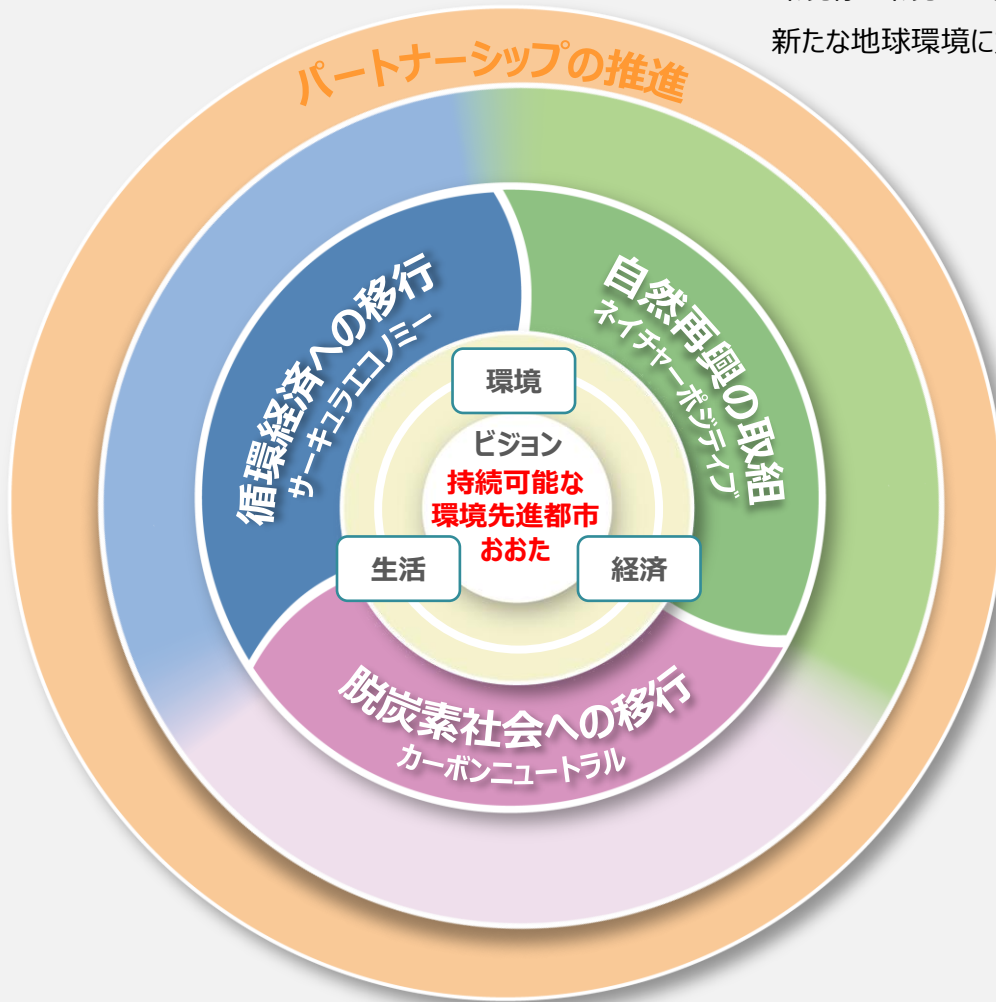 新たな地球環境に
パートナーシップの推進
循環経済への移行
サーキュラエコノミー
自然再興の取組
ネイチャーポジティブ
環境
ビジョン
持続可能な
環境先進都市
おおた
生活
経済
脱炭素社会への移行
カーボンニュートラル